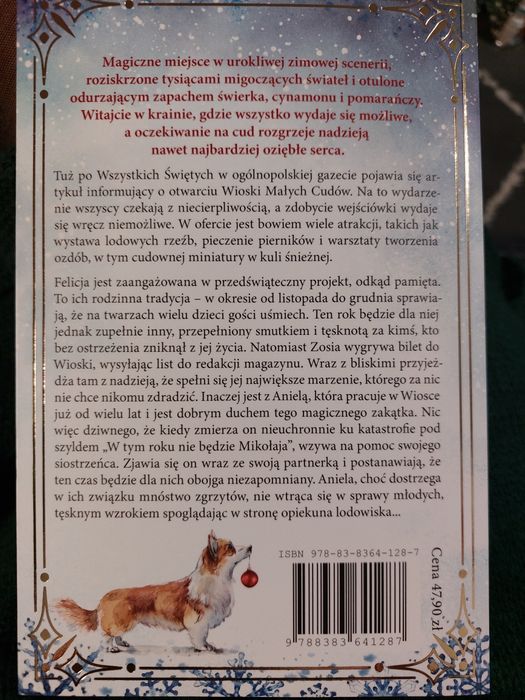 Magiczne miejsce w urokliwej zimowej scenerii,
roziskrzone tysiącami migoczących świateł i otulone
odurzającym zapachem świerka, cynamonu i pomarańczy.
Witajcie w krainie, gdzie wszystko wydaje się możliwe,
a oczekiwanie na cud rozgrzeje nadzieją
nawet najbardziej oziębłe serca.
Tuż po Wszystkich Świętych w ogólnopolskiej gazecie pojawia się ar-
tykuł informujący o otwarciu Wioski Małych Cudów. Na to wydarze-
nie wszyscy czekają z niecierpliwością, a zdobycie wejściówki wydaje
się wręcz niemożliwe. W ofercie jest bowiem wiele atrakcji, takich jak
wystawa lodowych rzeźb, pieczenie pierników i warsztaty tworzenia
ozdób, w tym cudownej miniatury w kuli śnieżnej.
Felicja jest zaangażowana w przedświąteczny projekt, odkąd pamięta.
To ich rodzinna tradycja – w okresie od listopada do grudnia sprawia-
ją, że na twarzach wielu dzieci gości uśmiech. Ten rok będzie dla niej
jednak zupełnie inny, przepełniony smutkiem i tęsknotą za kimś, kto
bez ostrzeżenia zniknął z jej życia. Natomiast Zosia wygrywa bilet do
Wioski, wysyłając list do redakcji magazynu. Wraz z bliskimi przyjeż-
dża tam z nadzieją, że spełni się jej największe marzenie, którego za nic
nie chce nikomu zdradzić. Inaczej jest z Anielą, która pracuje w Wiosce
już od wielu lat i jest dobrym duchem tego magicznego zakątka. Nic
więc dziwnego, że kiedy zmierza on nieuchronnie ku katastrofie pod
szyldem „W tym roku nie będzie Mikołaja”, wzywa na pomoc swojego
siostrzeńca. Zjawia się on wraz ze swoją partnerką i postanawiają, że
ten czas będzie dla nich obojga niezapomniany. Aniela, choć dostrzega
w ich związku mnóstwo zgrzytów, nie wtrąca się w sprawy młodych,
tęsknym wzrokiem spoglądając w stronę opiekuna lodowiska...
ISBN 978-83-8364-128-7
9 788383 641287
Cena 47,90 zł